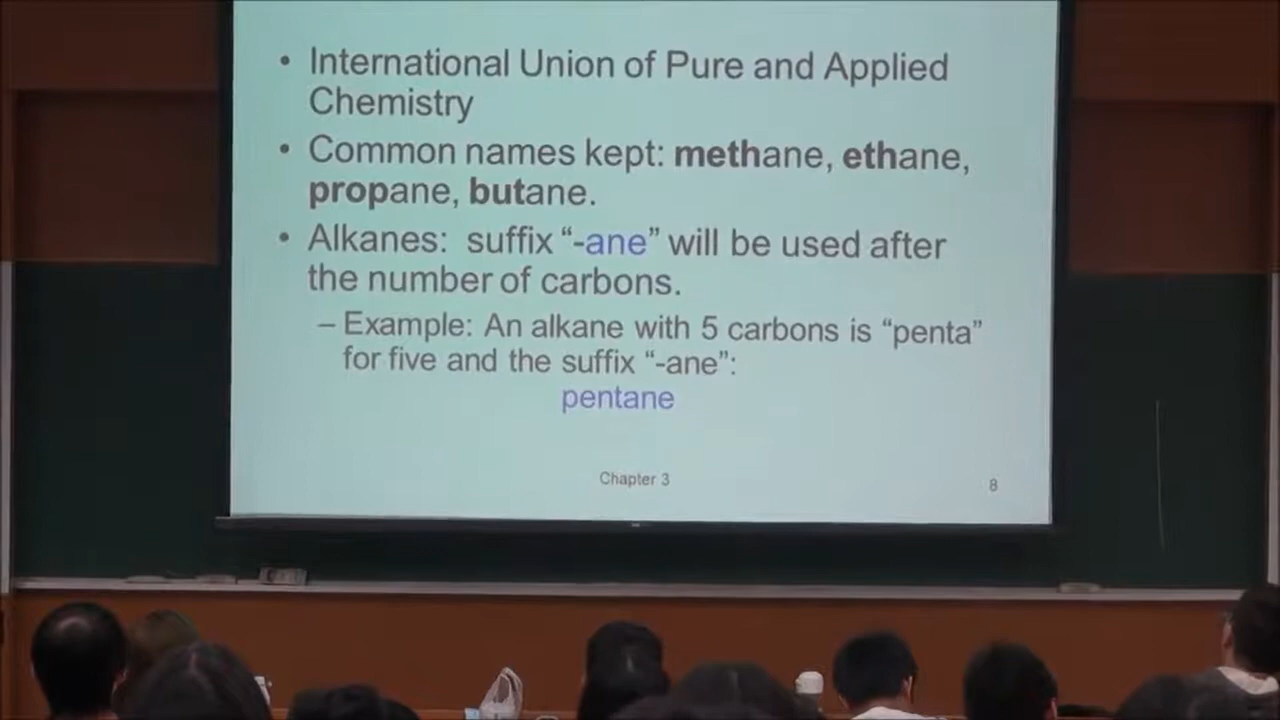 • International Union of Pure and Applied
Chemistry
• Common names kept: methane, ethane,
propane, butane.
• Alkanes: suffix “-ane” will be used after
the number of carbons.
– Example: An alkane with 5 carbons is “penta”
for five and the suffix “-ane”:
pentane
Chapter 3
8